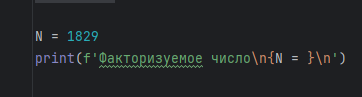 N = 1829
print(f'Факторизуемое число\n{N = }\n')